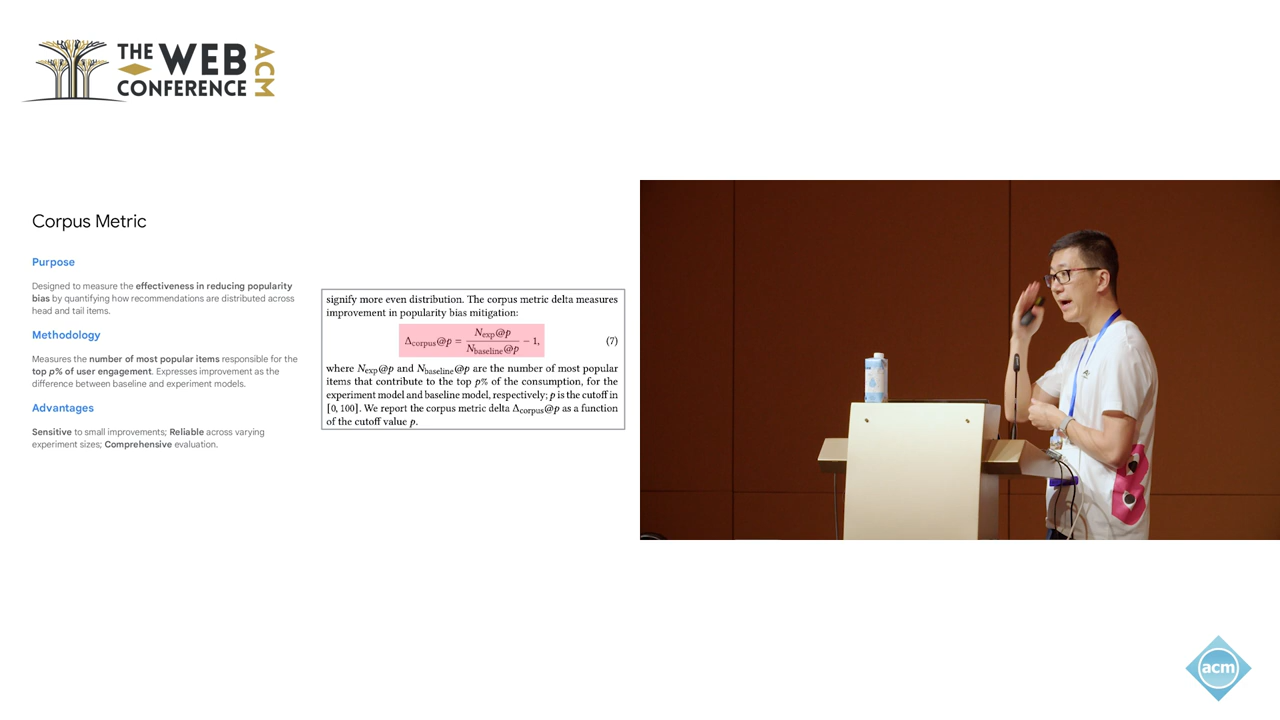 THE WEB
CONFERENCE
ACM
Corpus Metric
Purpose
Designed to measure the effectiveness in reducing popularity
bias by quantifying how recommendations are distributed across
head and tail items.
Methodology
Measures the number of most popular items responsible for the
top p% of user engagement. Expresses improvement as the
difference between baseline and experiment models.
Advantages
Sensitive to small improvements; Reliable across varying
experiment sizes; Comprehensive evaluation.
signify more even distribution. The corpus metric delta measures
improvement in popularity bias mitigation:
Δcorpus@p = Nexp@p / Nbaseline@p − 1, (7)
where Nexp@p and Nbaseline@p are the number of most popular
items that contribute to the top p% of the consumption, for the
experiment model and baseline model, respectively; p is the cutoff in
[0, 100]. We report the corpus metric delta Δcorpus@p as a function
of the cutoff value p.
acm